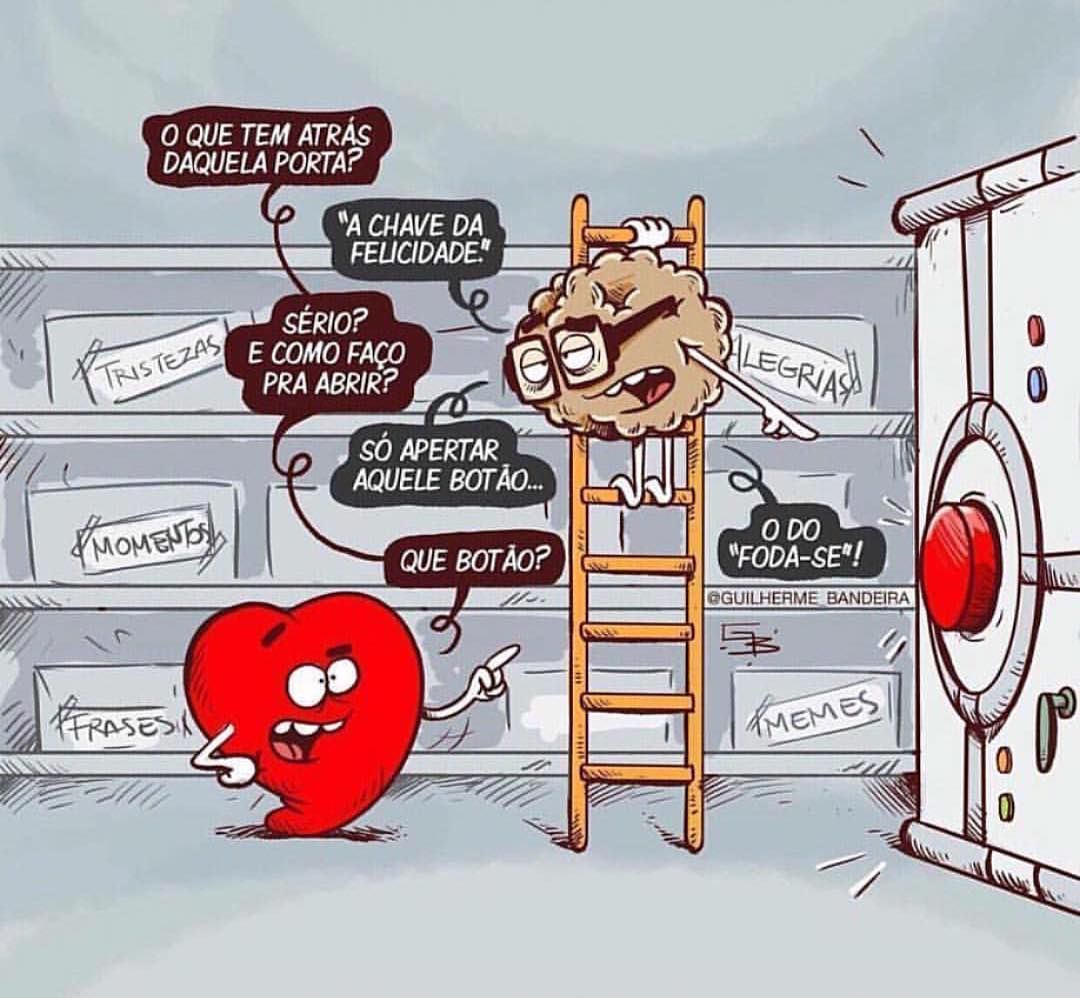 O QUE TEM ATRÁS
DAQUELA PORTA?
"A CHAVE DA
FELICIDADE."
SÉRIO?
E COMO FAÇO
PRA ABRIR?
SÓ APERTAR
AQUELE BOTÃO...
QUE BOTÃO?
O DO
"FODA-SE"!
@GUILHERME_BANDEIRA
GB
TRISTEZAS
ALEGRIAS
MOMENTOS
FRASES
MEMES